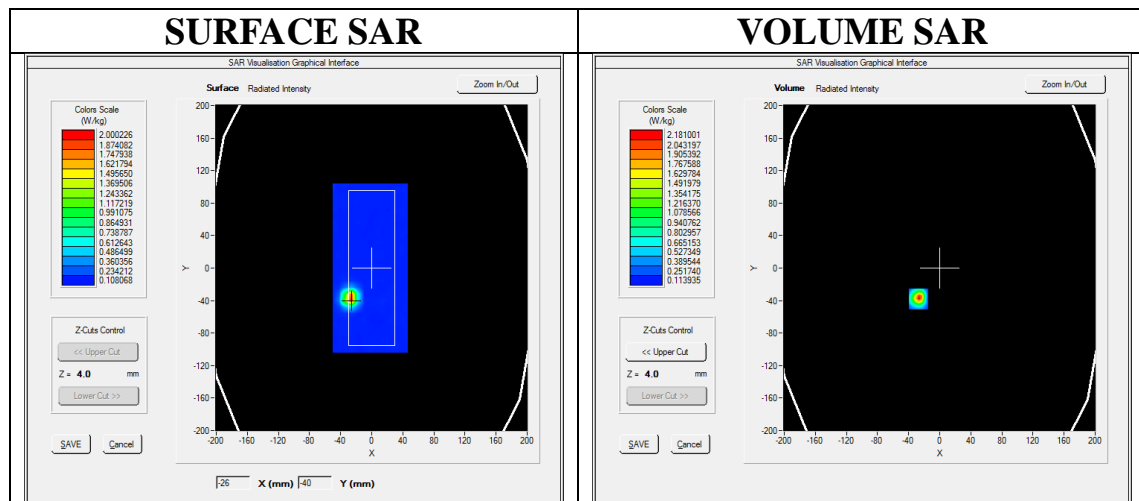 SURFACE SAR
SAR Visualisation Graphical Interface
Surface Radiated Intensity
Zoom In/Out
Colors Scale
(W/kg)
2.000226
1.874082
1.747938
1.621794
1.495650
1.369506
1.243362
1.117219
0.991075
0.864931
0.738787
0.612643
0.486499
0.360356
0.234212
0.108068
Z-Cuts Control
<< Upper Cut
Z = 4.0 mm
Lower Cut >>
SAVE Cancel
200
160
120
80
40
0
-40
-80
-120
-160
-200
Y
-200 -160 -120 -80 -40 0 40 80 120 160 200
X
-26 X (mm) -40 Y (mm)
VOLUME SAR
SAR Visualisation Graphical Interface
Volume Radiated Intensity
Zoom In/Out
Colors Scale
(W/kg)
2.181001
2.043197
1.905392
1.767588
1.629784
1.491979
1.354175
1.216370
1.078566
0.940762
0.802957
0.665153
0.527349
0.389544
0.251740
0.113935
Z-Cuts Control
<< Upper Cut
Z = 4.0 mm
Lower Cut >>
SAVE Cancel
200
160
120
80
40
0
-40
-80
-120
-160
-200
Y
-200 -160 -120 -80 -40 0 40 80 120 160 200
X